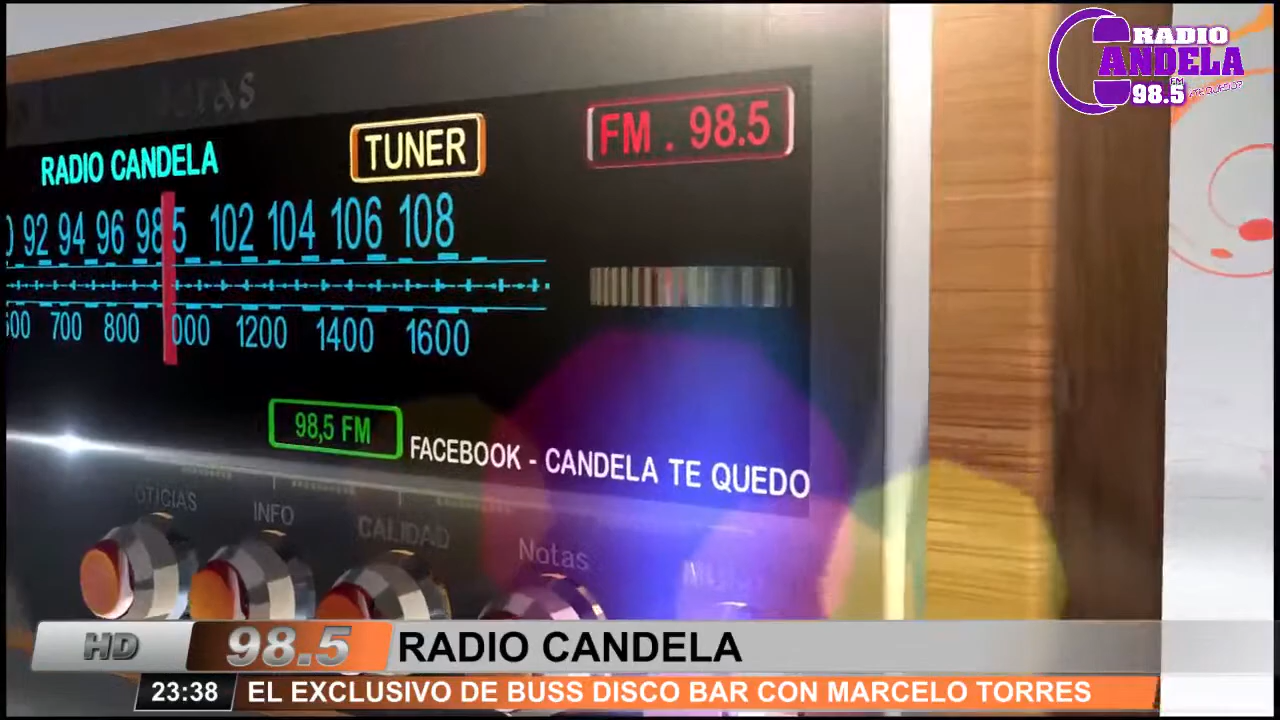 RADIO
CANDELA
FM
98.5
RADIO CANDELA
TUNER
FM . 98.5
92 94 96 98 5 102 104 106 108
700 800 000 1200 1400 1600
98,5 FM
FACEBOOK - CANDELA TE QUEDO
INFO
CALIDAD
Notas
HD
98.5
RADIO CANDELA
23:38
EL EXCLUSIVO DE BUSS DISCO BAR CON MARCELO TORRES